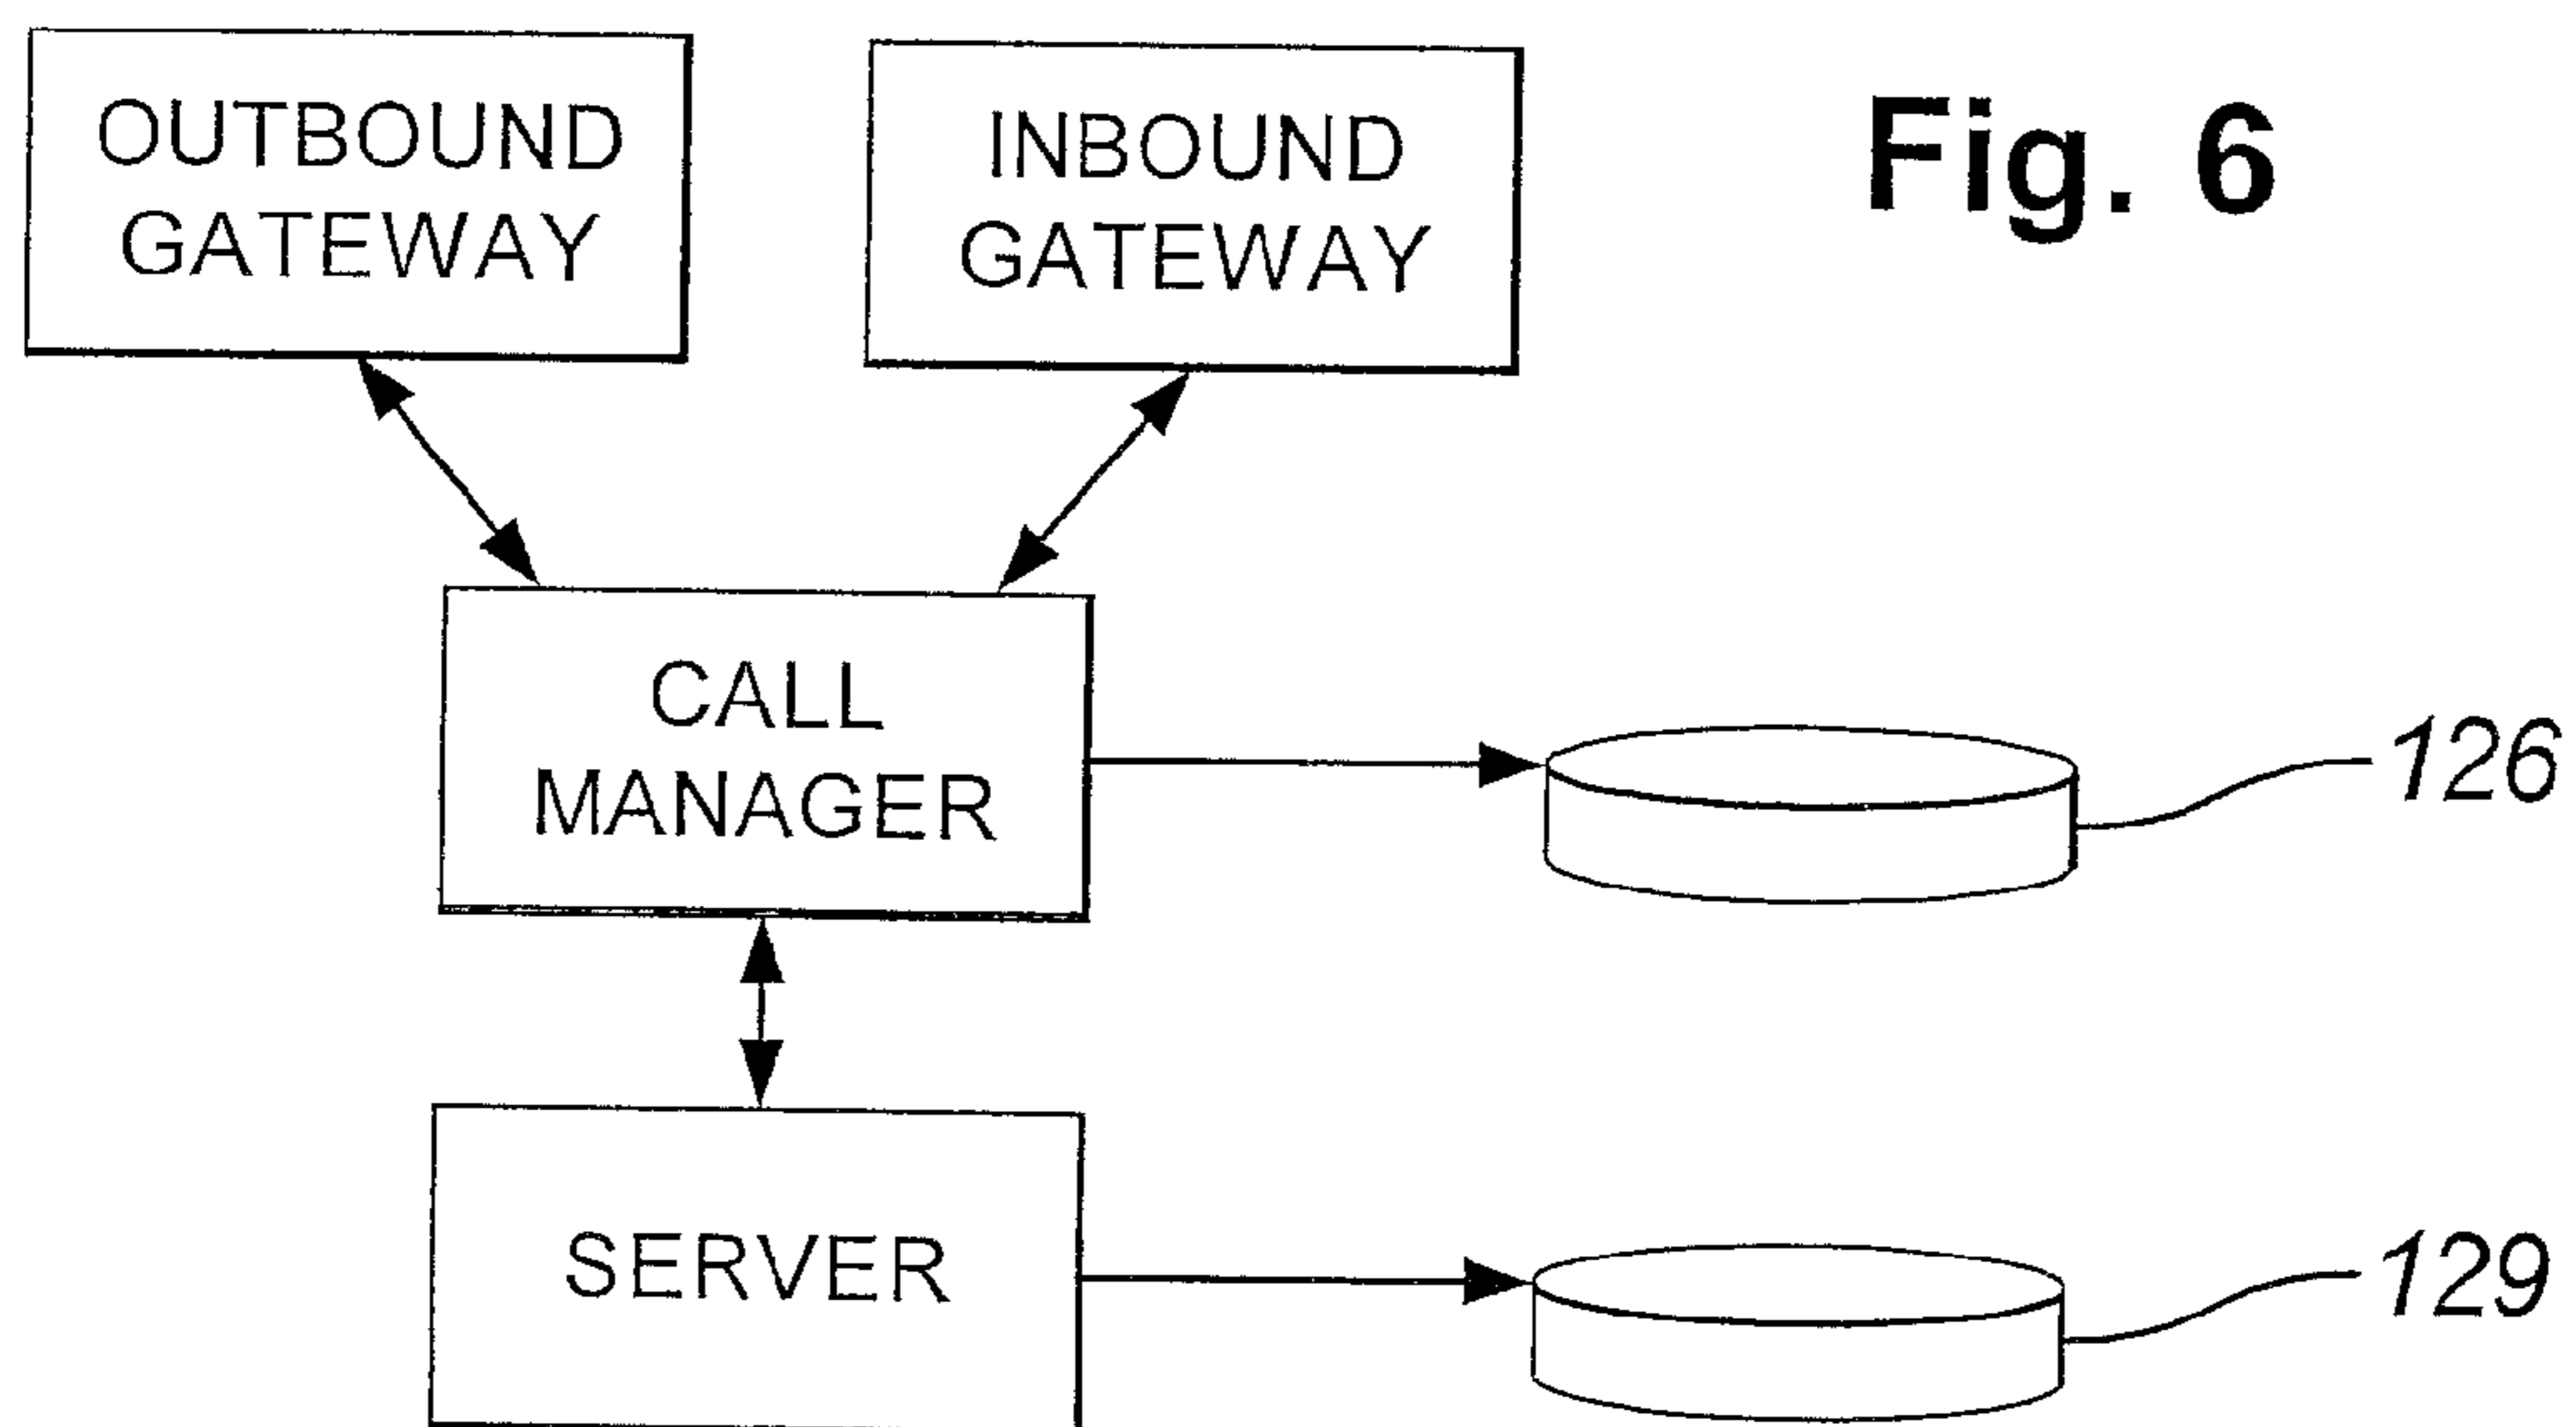 OUTBOUND
GATEWAY
INBOUND
GATEWAY
Fig. 6
CALL
MANAGER
126
SERVER
129